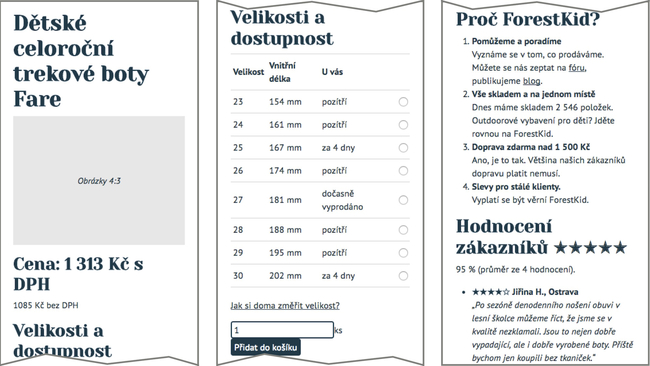 Dětské
celoroční
trekové boty
Fare
Obrázky 4:3
Cena: 1 313 Kč s
DPH
1085 Kč bez DPH
Velikosti a
dostupnost
Velikosti a
dostupnost
Velikost Vnitřní délka U vás
23 154 mm pozítří
24 161 mm pozítří
25 167 mm za 4 dny
26 174 mm pozítří
27 181 mm dočasně vyprodáno
28 188 mm pozítří
29 195 mm pozítří
30 202 mm za 4 dny
Jak si doma změřit velikost?
1 ks
Přidat do košíku
Proč ForestKid?
1. Pomůžeme a poradíme
Vyznáme se v tom, co prodáváme.
Můžete se nás zeptat na fóru,
publikujeme blog.
2. Vše skladem a na jednom místě
Dnes máme skladem 2 546 položek.
Outdoorové vybavení pro děti? Jděte
rovnou na ForestKid.
3. Doprava zdarma nad 1 500 Kč
Ano, je to tak. Většina našich zákazníků
dopravu platit nemusí.
4. Slevy pro stálé klienty.
Vyplatí se být věrní ForestKid.
Hodnocení
zákazníků ★★★★★
95 % (průměr ze 4 hodnocení).
• ★★★★☆ Jiřina H., Ostrava
„Po sezóně denodenního nošení obuvi v
lesní školce můžeme říct, že jsme se v
kvalitě nezklamali. Jsou to nejen dobře
vypadající, ale i dobře vyrobené boty. Příště
bychom jen koupili bez tkaniček.“